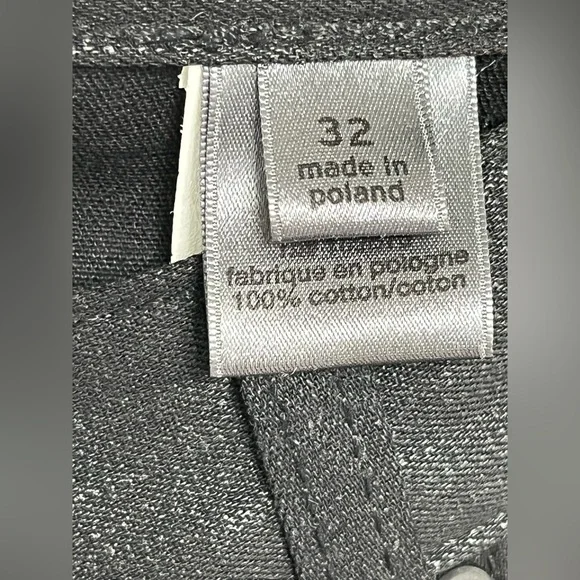 32
made in
poland
fabrique en pologne
100% cotton/coton